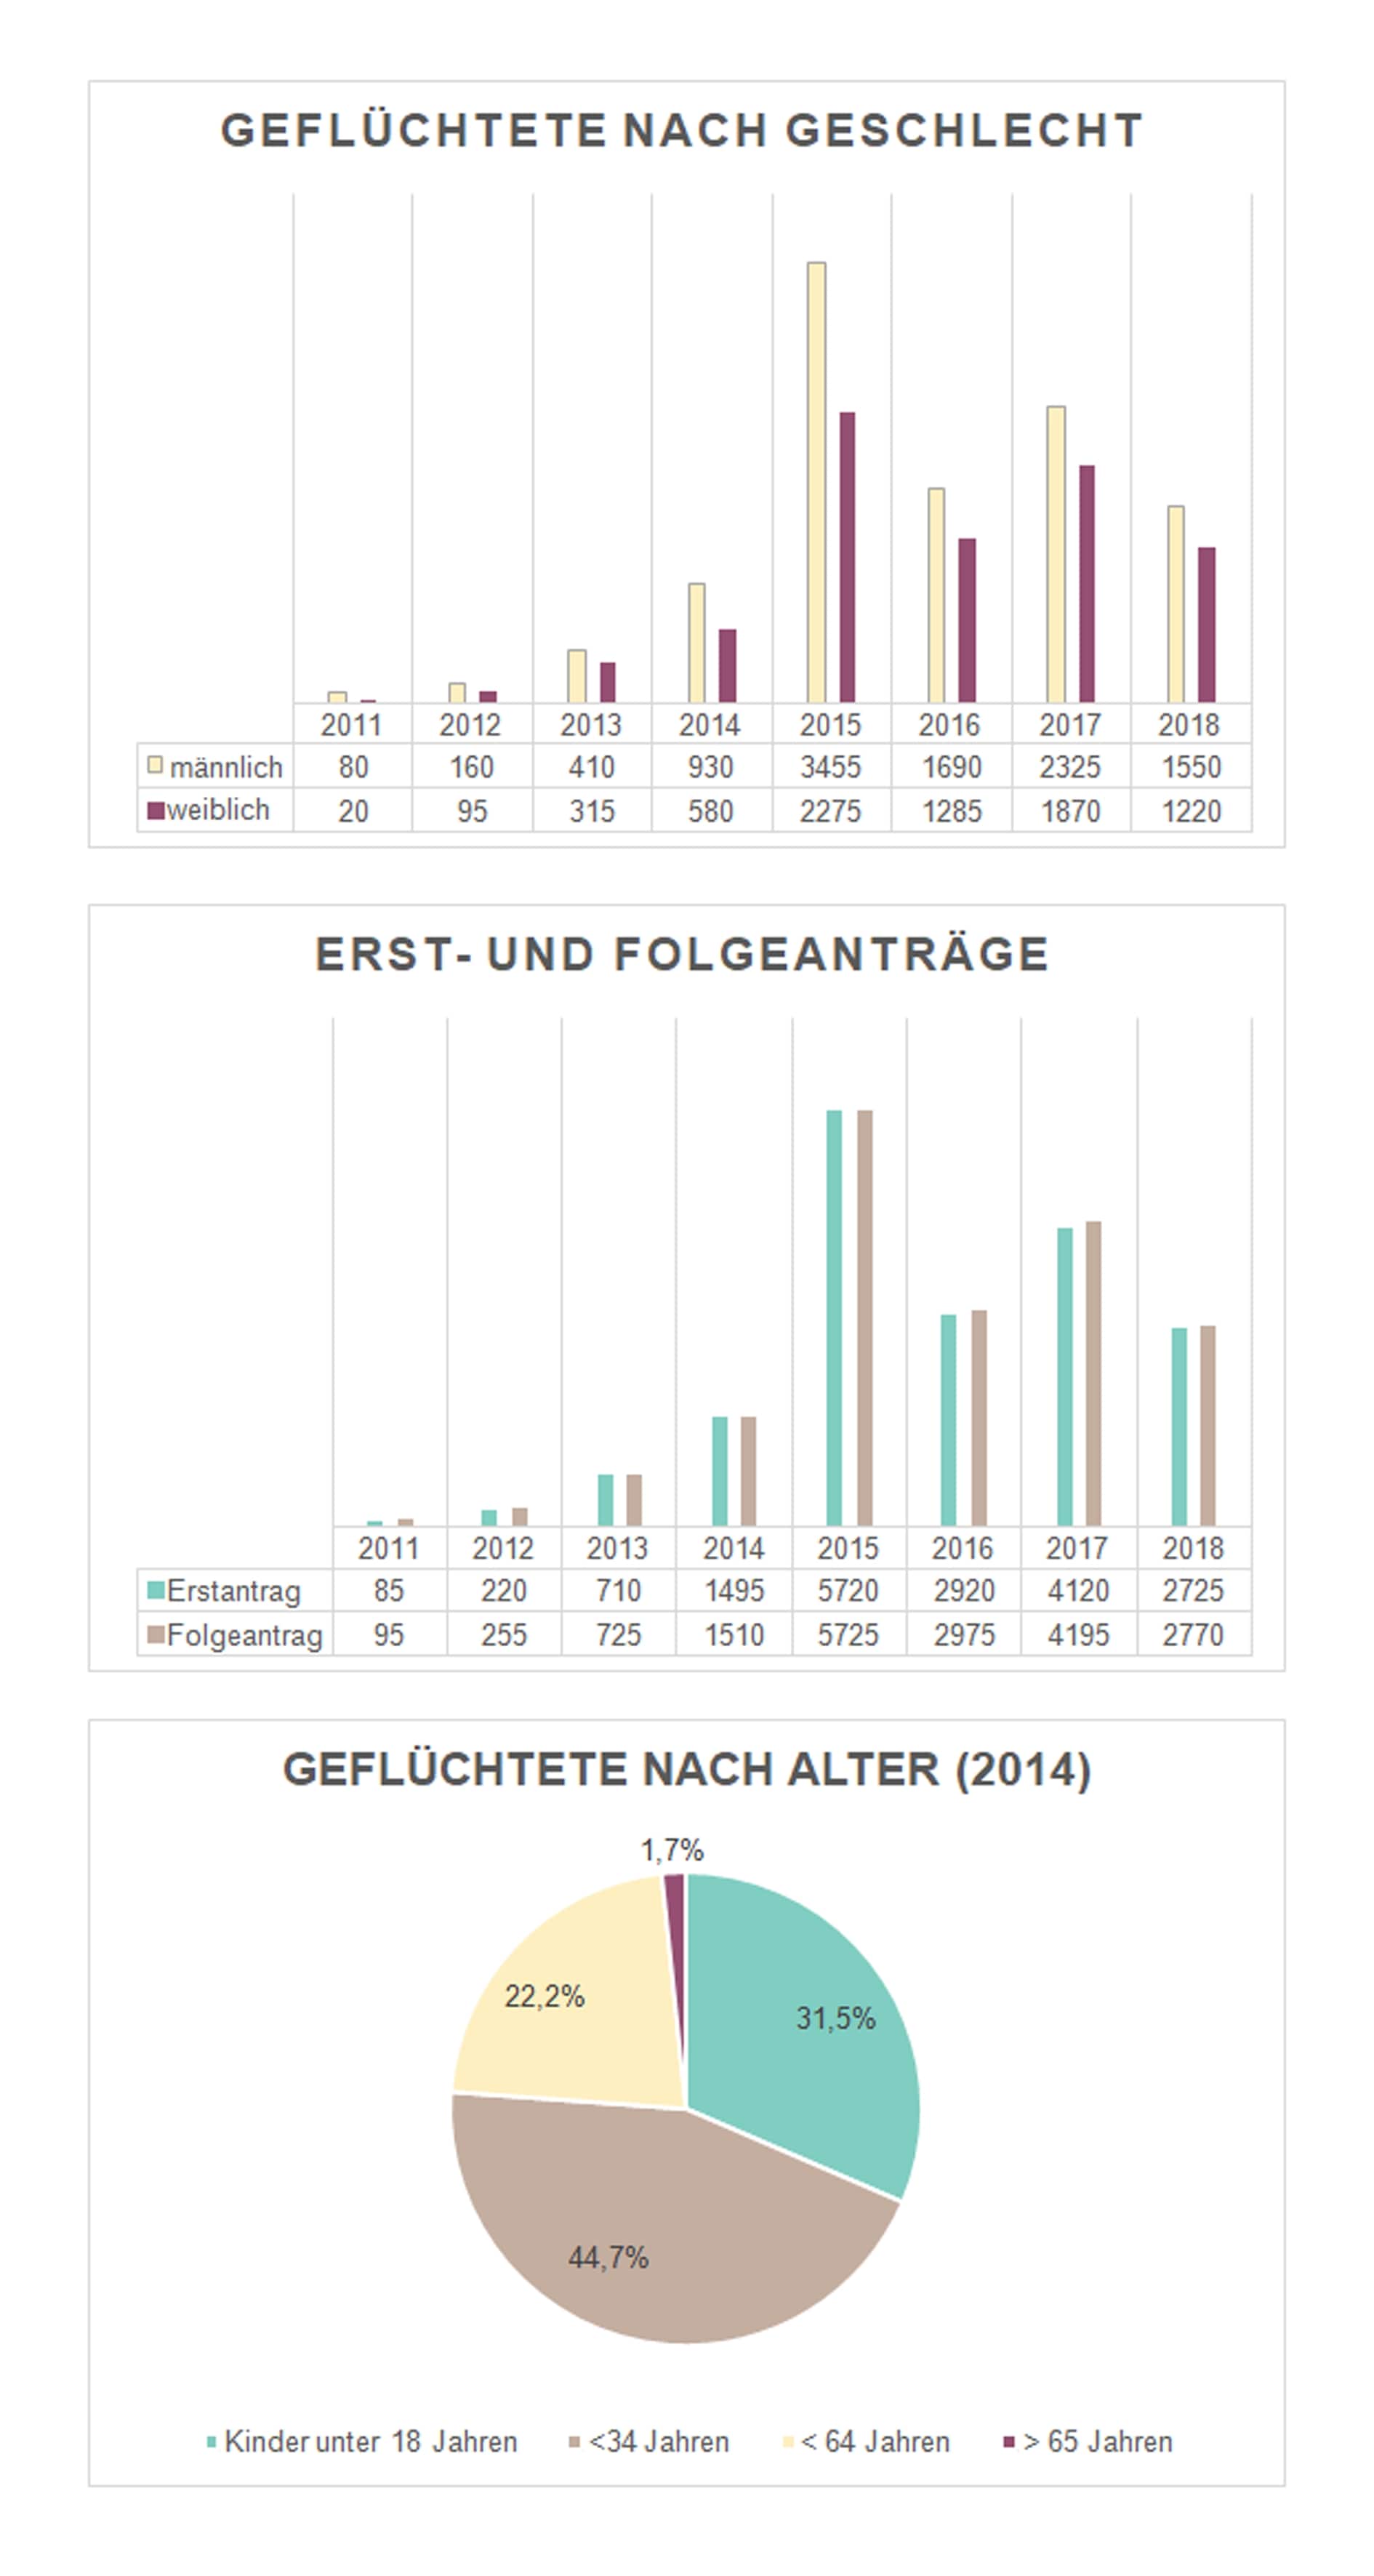 GEFLÜCHTETE NACH GESCHLECHT
2011 2012 2013 2014 2015 2016 2017 2018
männlich 80 160 410 930 3455 1690 2325 1550
weiblich 20 95 315 580 2275 1285 1870 1220
ERST- UND FOLGEANTRÄGE
2011 2012 2013 2014 2015 2016 2017 2018
Erstantrag 85 220 710 1495 5720 2920 4120 2725
Folgeantrag 95 255 725 1510 5725 2975 4195 2770
GEFLÜCHTETE NACH ALTER (2014)
1,7%
22,2%
31,5%
44,7%
Kinder unter 18 Jahren <34 Jahren < 64 Jahren > 65 Jahren